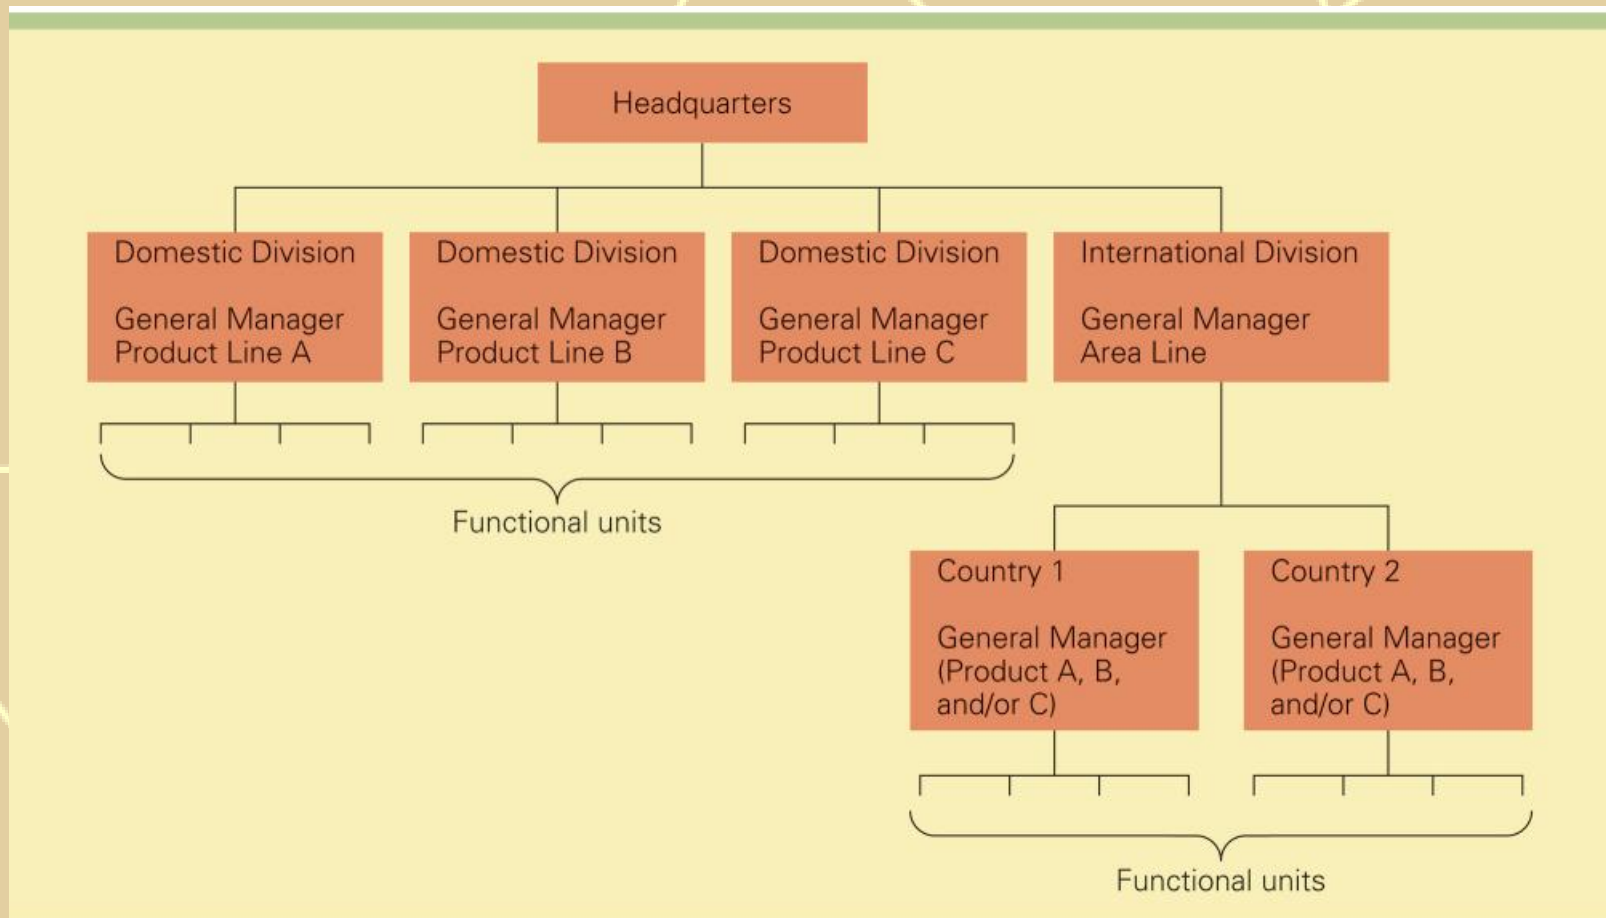 Headquarters
Domestic Division
General Manager
Product Line A
Domestic Division
General Manager
Product Line B
Domestic Division
General Manager
Product Line C
International Division
General Manager
Area Line
Functional units
Country 1
General Manager
(Product A, B,
and/or C)
Country 2
General Manager
(Product A, B,
and/or C)
Functional units